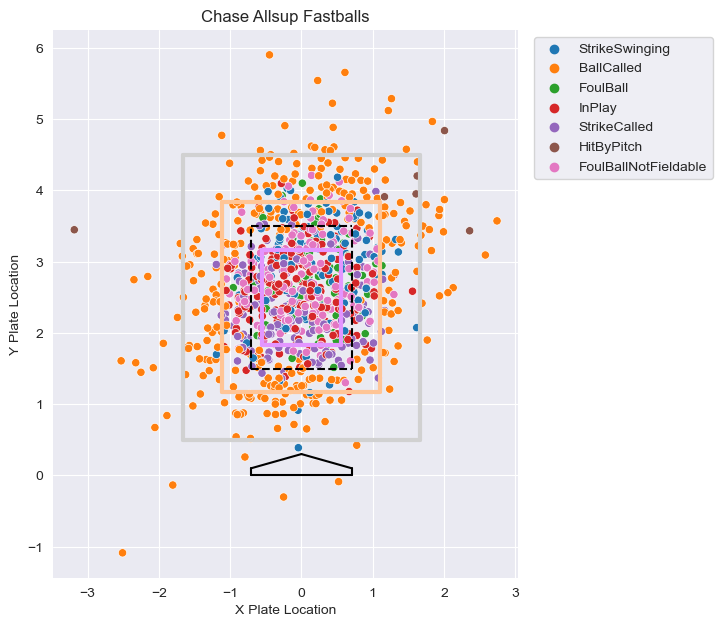 Chase Allsup Fastballs
StrikeSwinging
BallCalled
FoulBall
InPlay
StrikeCalled
HitByPitch
FoulBallNotFieldable
6
5
4
3
2
1
0
−1
Y Plate Location
−3 −2 −1 0 1 2 3
X Plate Location